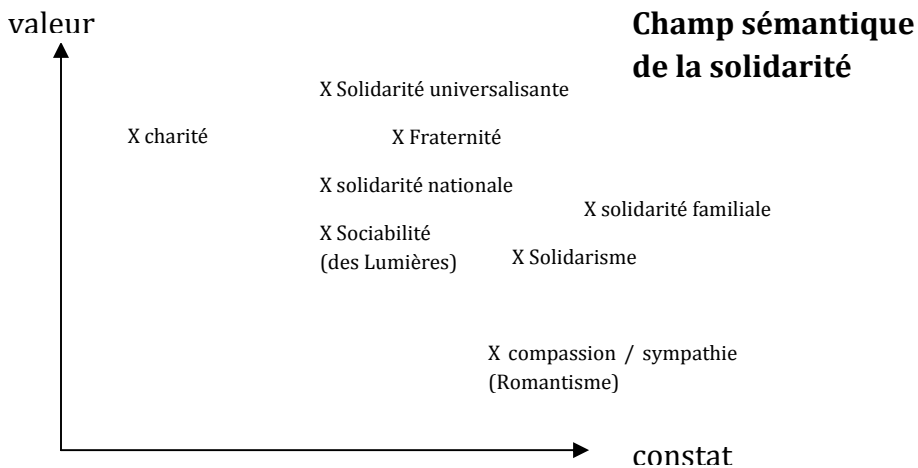 valeur
Champ sémantique
de la solidarité
X Solidarité universalisante
X charité
X Fraternité
X solidarité nationale
X solidarité familiale
X Sociabilité
(des Lumières)
X Solidarisme
X compassion / sympathie
(Romantisme)
constat